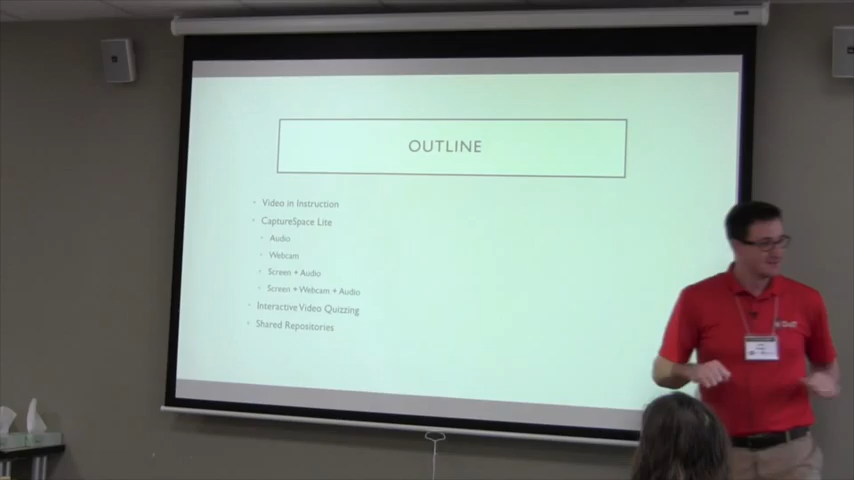 OUTLINE
Video in Instruction
CaptureSpace Lite
Audio
Webcam
Screen + Audio
Screen + Webcam + Audio
Interactive Video Quizzing
Shared Repositories